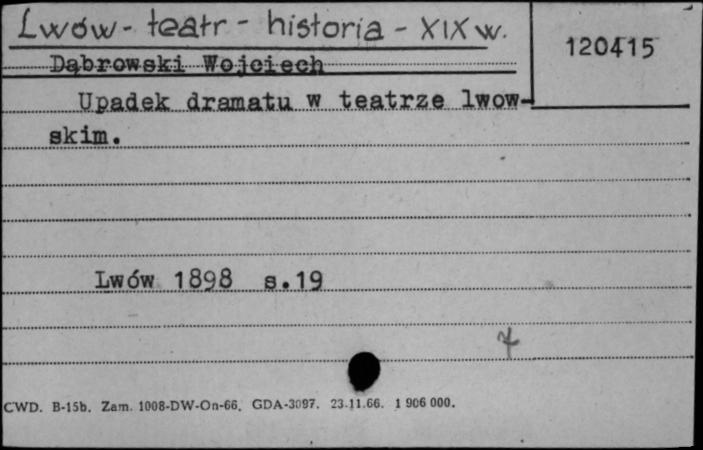 Lwów - teatr - historia - XIX w.
120415
Dąbrowski Wojciech
Upadek dramatu w teatrze lwow-
skim.
Lwów 1898 s.19
CWD. B-15b. Zam. 1008-DW-On-66. GDA-3097. 23.11.66. 1 906 000.